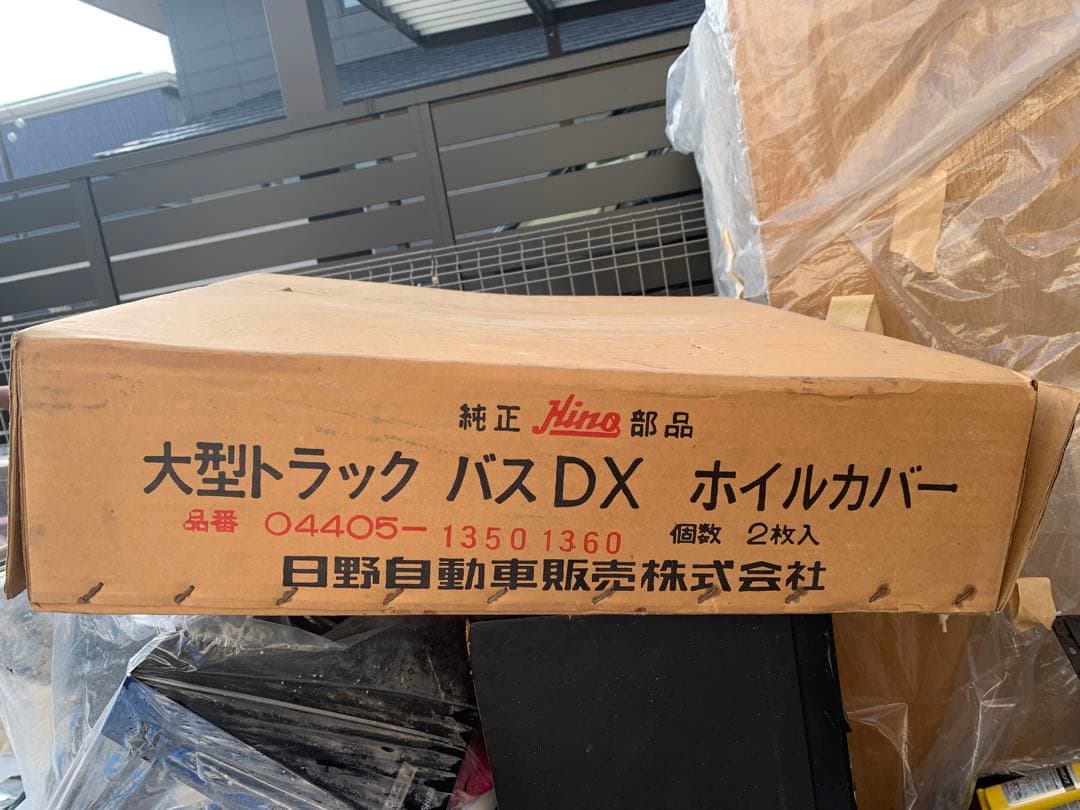 純正 Hino 部品
大型トラック バスDX ホイルカバー
品番 04405-1350 1360 個数 2枚入
日野自動車販売株式会社